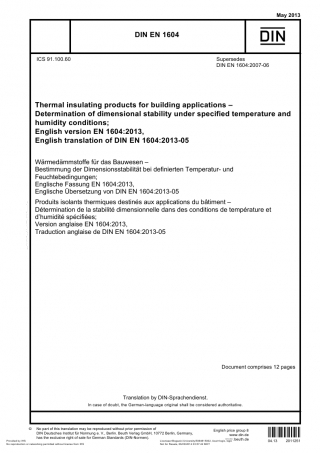 May 2013
DIN EN 1604
DIN
ICS 91.100.60
Supersedes
DIN EN 1604:2007-06
Thermal insulating products for building applications –
Determination of dimensional stability under specified temperature and
humidity conditions;
English version EN 1604:2013,
English translation of DIN EN 1604:2013-05
Wärmedämmstoffe für das Bauwesen –
Bestimmung der Dimensionsstabilität bei definierten Temperatur- und
Feuchtebedingungen;
Englische Fassung EN 1604:2013,
Englische Übersetzung von DIN EN 1604:2013-05
Produits isolants thermiques destinés aux applications du bâtiment –
Détermination de la stabilité dimensionnelle dans des conditions de température et
d'humidité spécifiées;
Version anglaise EN 1604:2013,
Traduction anglaise de DIN EN 1604:2013-05
Document comprises 12 pages
Translation by DIN-Sprachendienst.
In case of doubt, the German-language original shall be considered authoritative.
© No part of this translation may be reproduced without prior permission of
DIN Deutsches Institut für Normung e. V., Berlin. Beuth Verlag GmbH, 10772 Berlin, Germany,
has the exclusive right of sale for German Standards (DIN-Normen).
English price group 8
www.din.de
www.beuth.de
04.13